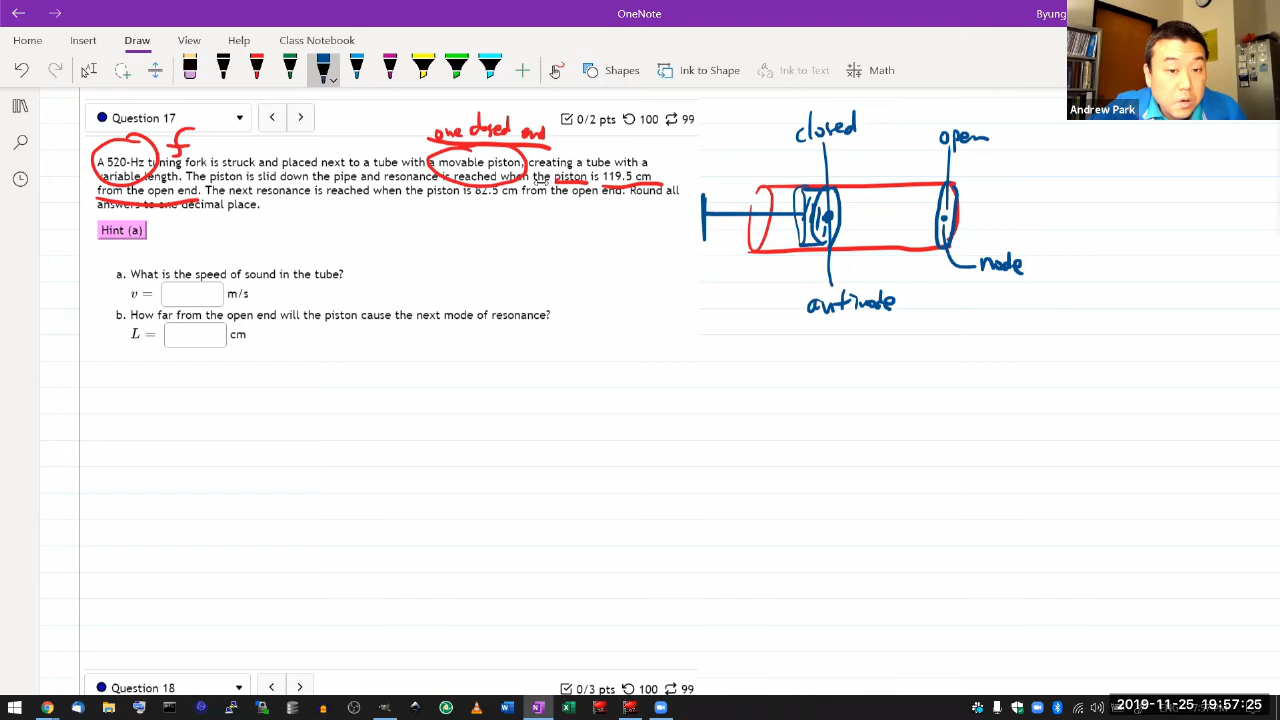 OneNote
Byung
Home Insert Draw View Help Class Notebook
Shapes Ink to Shape Ink to Text Math
Andrew Park
Question 17 0/2 pts 100 99
f
one closed end
A 520-Hz tuning fork is struck and placed next to a tube with a movable piston, creating a tube with a
variable length. The piston is slid down the pipe and resonance is reached when the piston is 119.5 cm
from the open end. The next resonance is reached when the piston is 82.5 cm from the open end. Round all
answers to one decimal place.
Hint (a)
a. What is the speed of sound in the tube?
v = m/s
b. How far from the open end will the piston cause the next mode of resonance?
L = cm
closed
open
node
antinode
Question 18 0/3 pts 100 99
2019-11-25 19:57:25